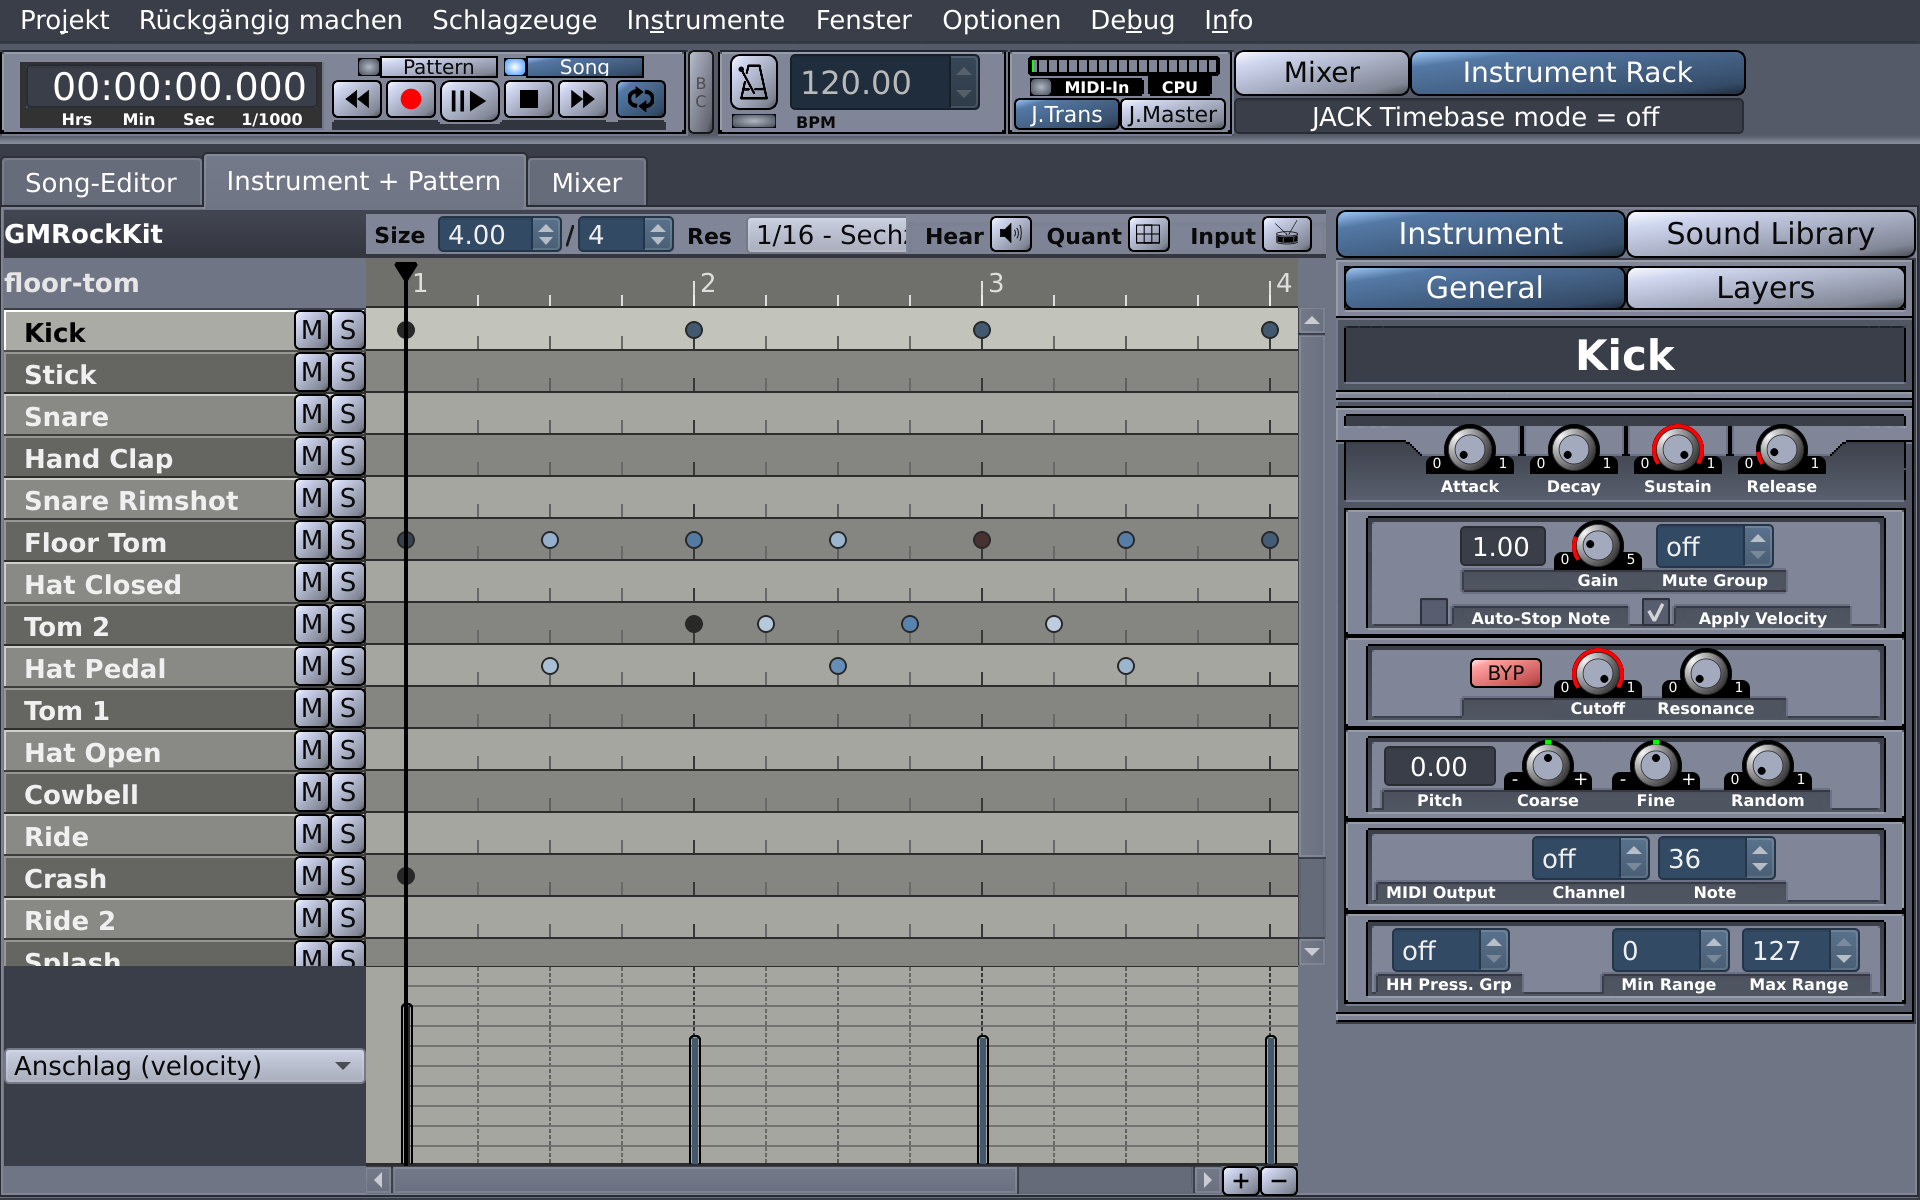 Projekt Rückgängig machen Schlagzeuge Instrumente Fenster Optionen Debug Info
Pattern Song
00:00:00.000
Hrs Min Sec 1/1000
B C
120.00
BPM
MIDI-In CPU
J.Trans J.Master
Mixer Instrument Rack
JACK Timebase mode = off
Song-Editor Instrument + Pattern Mixer
GMRockKit
Size 4.00 / 4 Res 1/16 - Sech Hear Quant Input
floor-tom
1 2 3 4
Kick M S
Stick M S
Snare M S
Hand Clap M S
Snare Rimshot M S
Floor Tom M S
Hat Closed M S
Tom 2 M S
Hat Pedal M S
Tom 1 M S
Hat Open M S
Cowbell M S
Ride M S
Crash M S
Ride 2 M S
Splash M S
Anschlag (velocity)
+ −
Instrument Sound Library
General Layers
Kick
0 1 0 1 0 1 0 1
Attack Decay Sustain Release
1.00 0 5 off
Gain Mute Group
Auto-Stop Note Apply Velocity
BYP 0 1 0 1
Cutoff Resonance
0.00 - + - + 0 1
Pitch Coarse Fine Random
off 36
MIDI Output Channel Note
off 0 127
HH Press. Grp Min Range Max Range